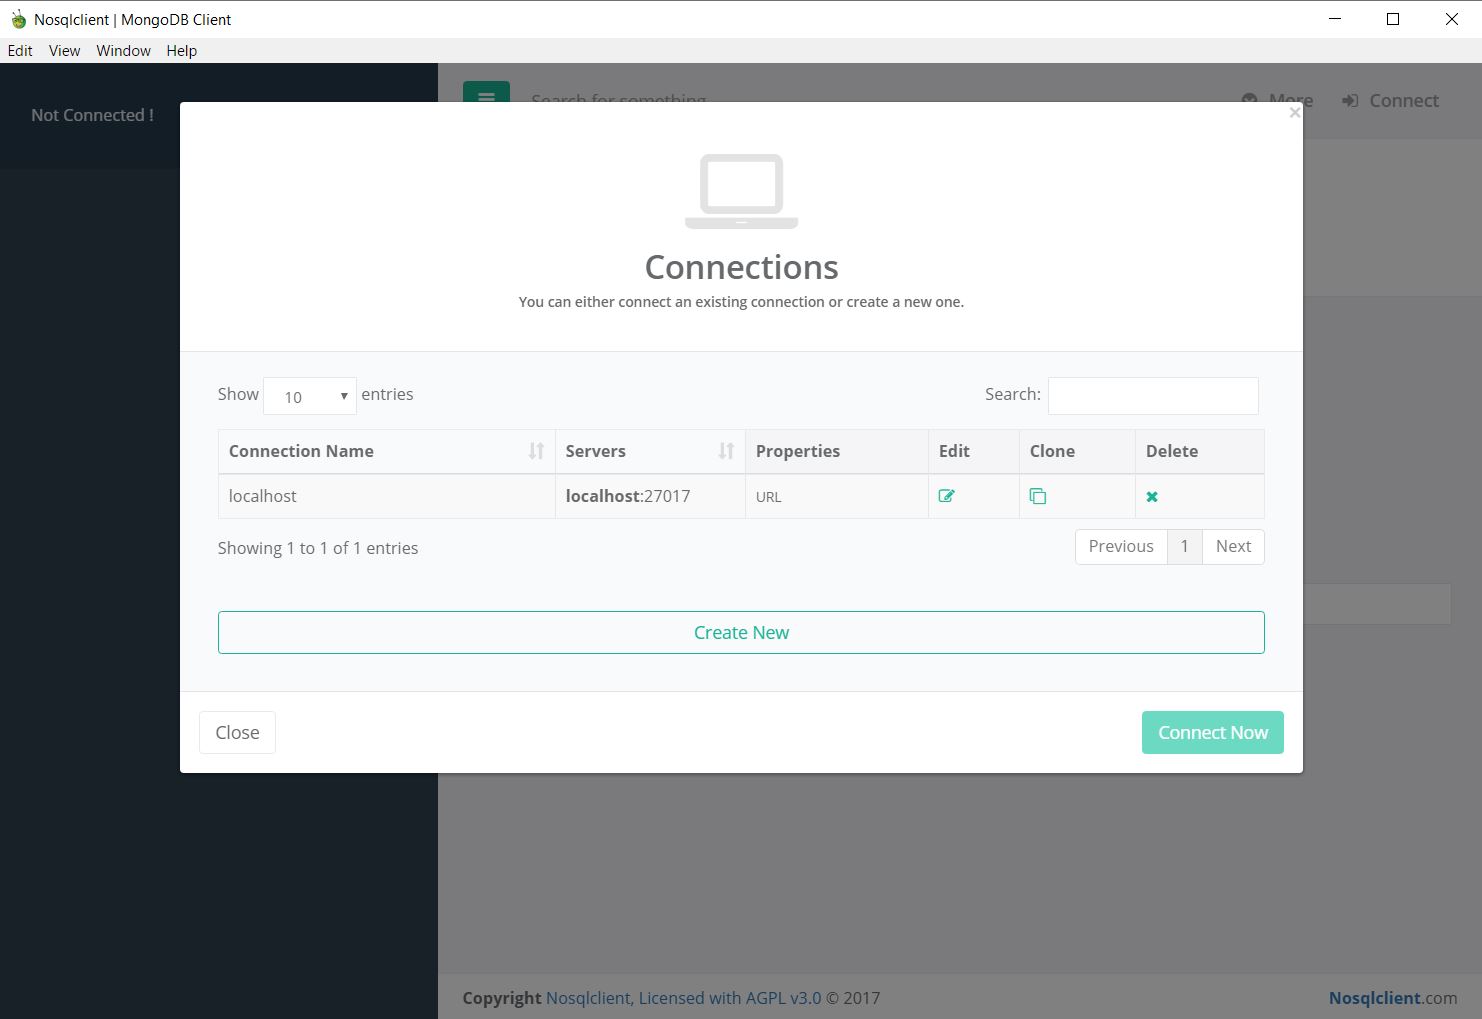 Nosqlclient | MongoDB Client
Edit View Window Help
Not Connected !
Search for something
More
Connect
×
Connections
You can either connect an existing connection or create a new one.
Show 10 entries
Search:
Connection Name Servers Properties Edit Clone Delete
localhost localhost:27017 URL
Showing 1 to 1 of 1 entries
Previous 1 Next
Create New
Close
Connect Now
Copyright Nosqlclient, Licensed with AGPL v3.0 © 2017
Nosqlclient.com